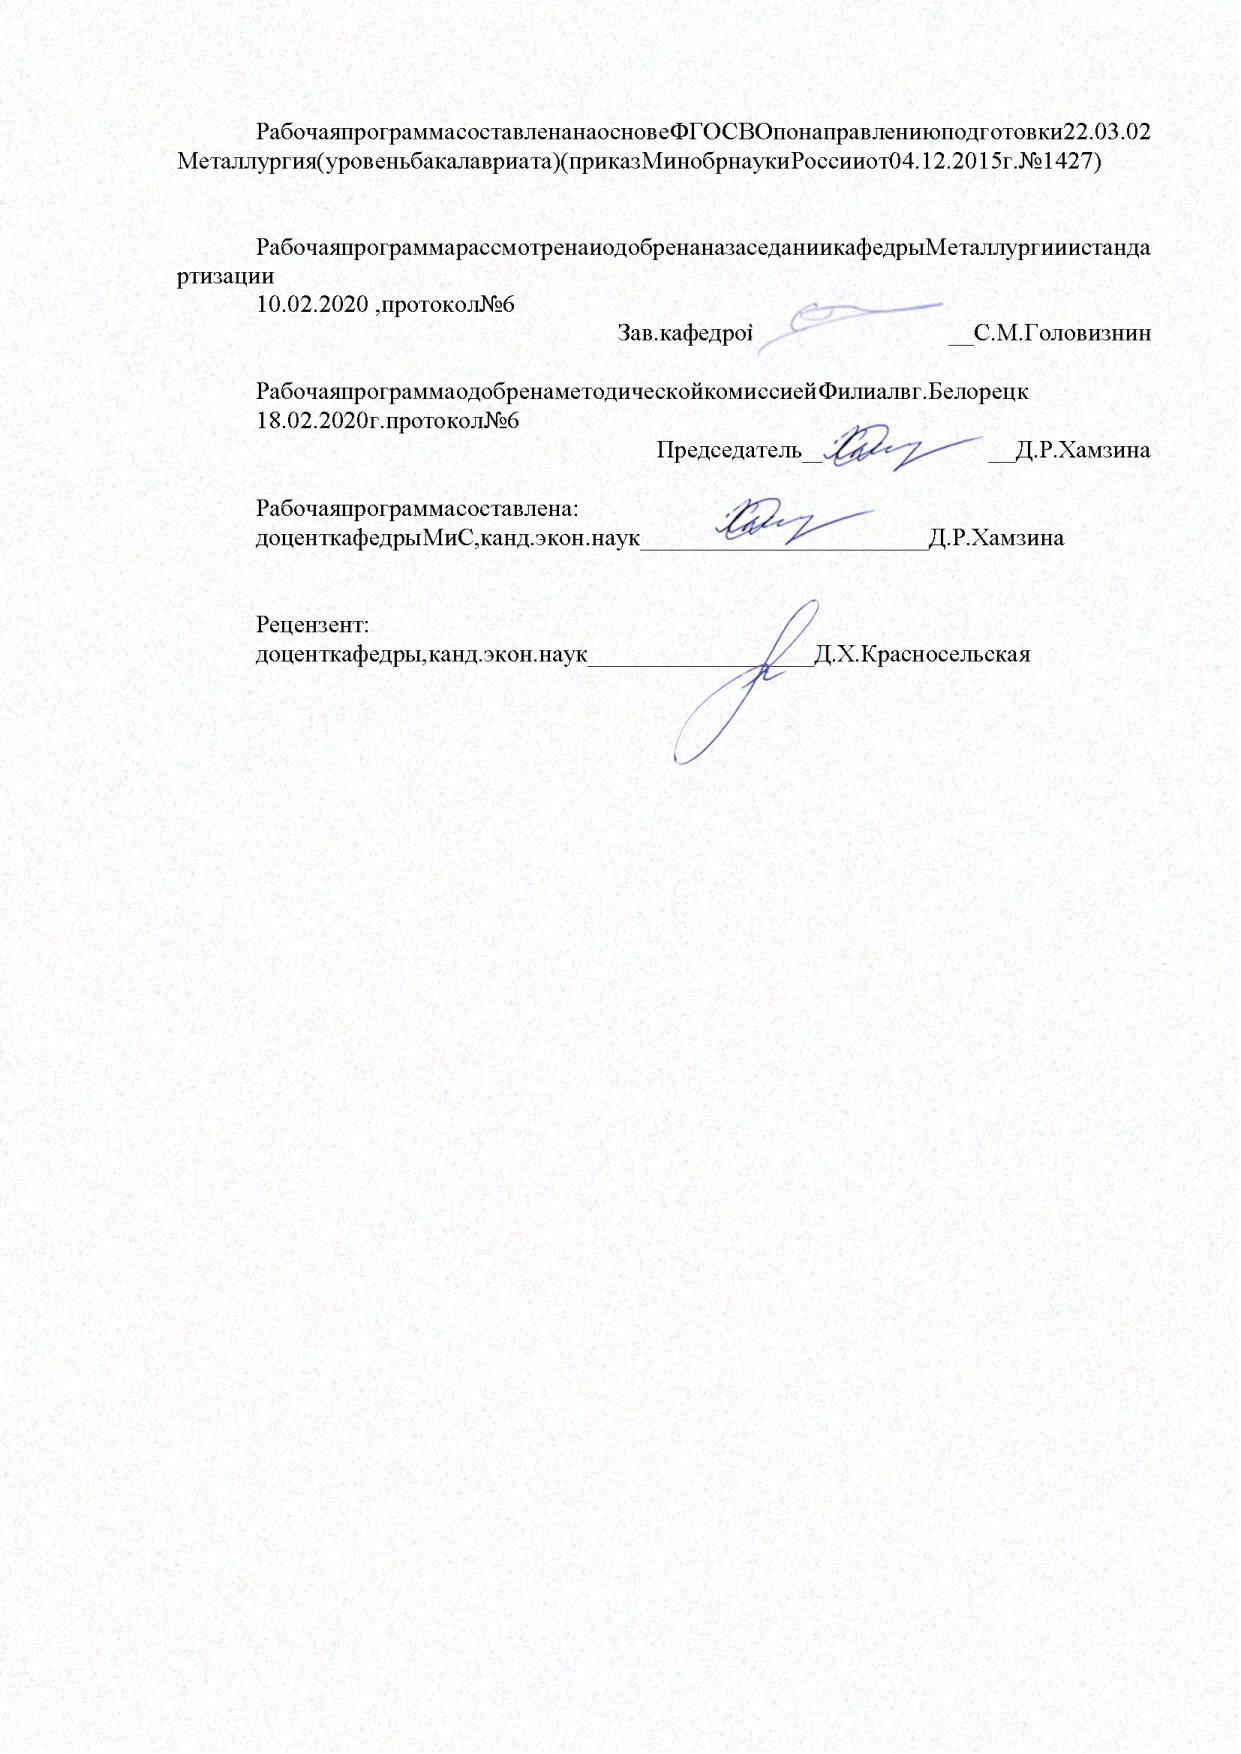 РабочаяпрограммасоставленанаосновеФГОСВОпонаправлениюподготовки22.03.02
Металлургия(уровеньбакалавриата)(приказМинобрнаукиРоссииот04.12.2015г.№1427)
РабочаяпрограммарассмотренаиодобренаназаседаниикафедрыМеталлургииистанда
ртизации
10.02.2020 ,протокол№6
Зав.кафедрой __С.М.Головизнин
РабочаяпрограммаодобренаметодическойкомиссиейФилиалвг.Белорецк
18.02.2020г.протокол№6
Председатель__ __Д.Р.Хамзина
Рабочаяпрограммасоставлена:
доценткафедрыМиС,канд.экон.наук_______________________Д.Р.Хамзина
Рецензент:
доценткафедры,канд.экон.наук__________________Д.Х.Красносельская